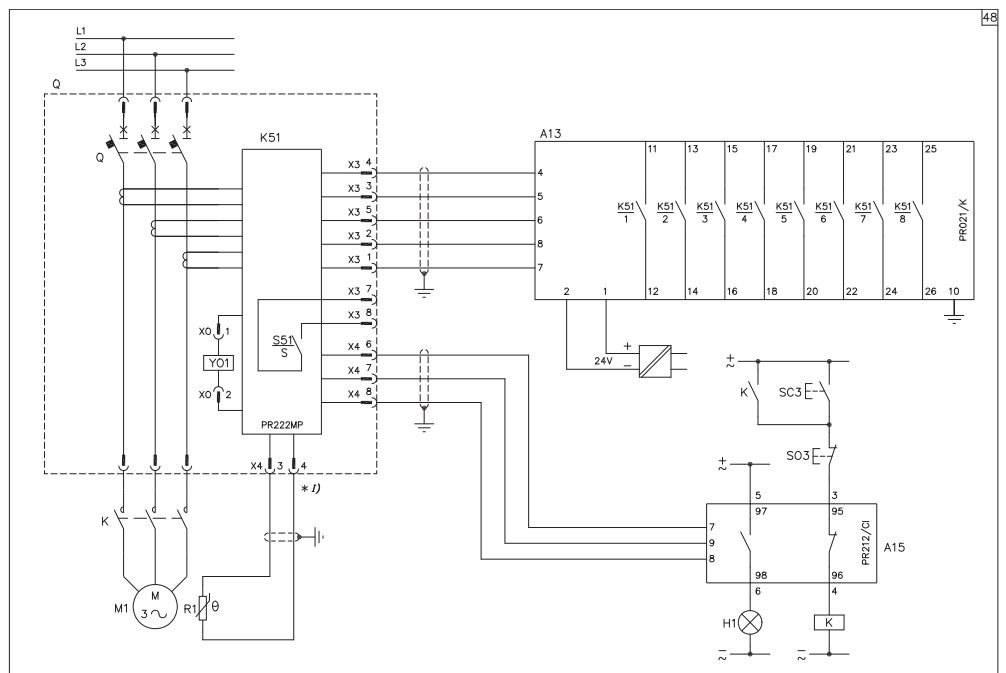 48
L1
L2
L3
Q
Q
K51
X3 4
X3 3
X3 5
X3 2
X3 1
X3 7
X3 8
X4 6
X4 7
X4 8
S51
S
X0 1
Y01
X0 2
PR222MP
X4 3 4
* I)
K
M
3
M1
R1 θ
A13
4
5
6
8
7
11 13 15 17 19 21 23 25
K51
1
K51
2
K51
3
K51
4
K51
5
K51
6
K51
7
K51
8
PR021/K
2 1 12 14 16 18 20 22 24 26 10
+
24V
−
+
~
K
SC3
SO3
+
~
5 3
97 95
7
9
8
PR212/CI
A15
98 96
6 4
H1
K
−
~
−
~